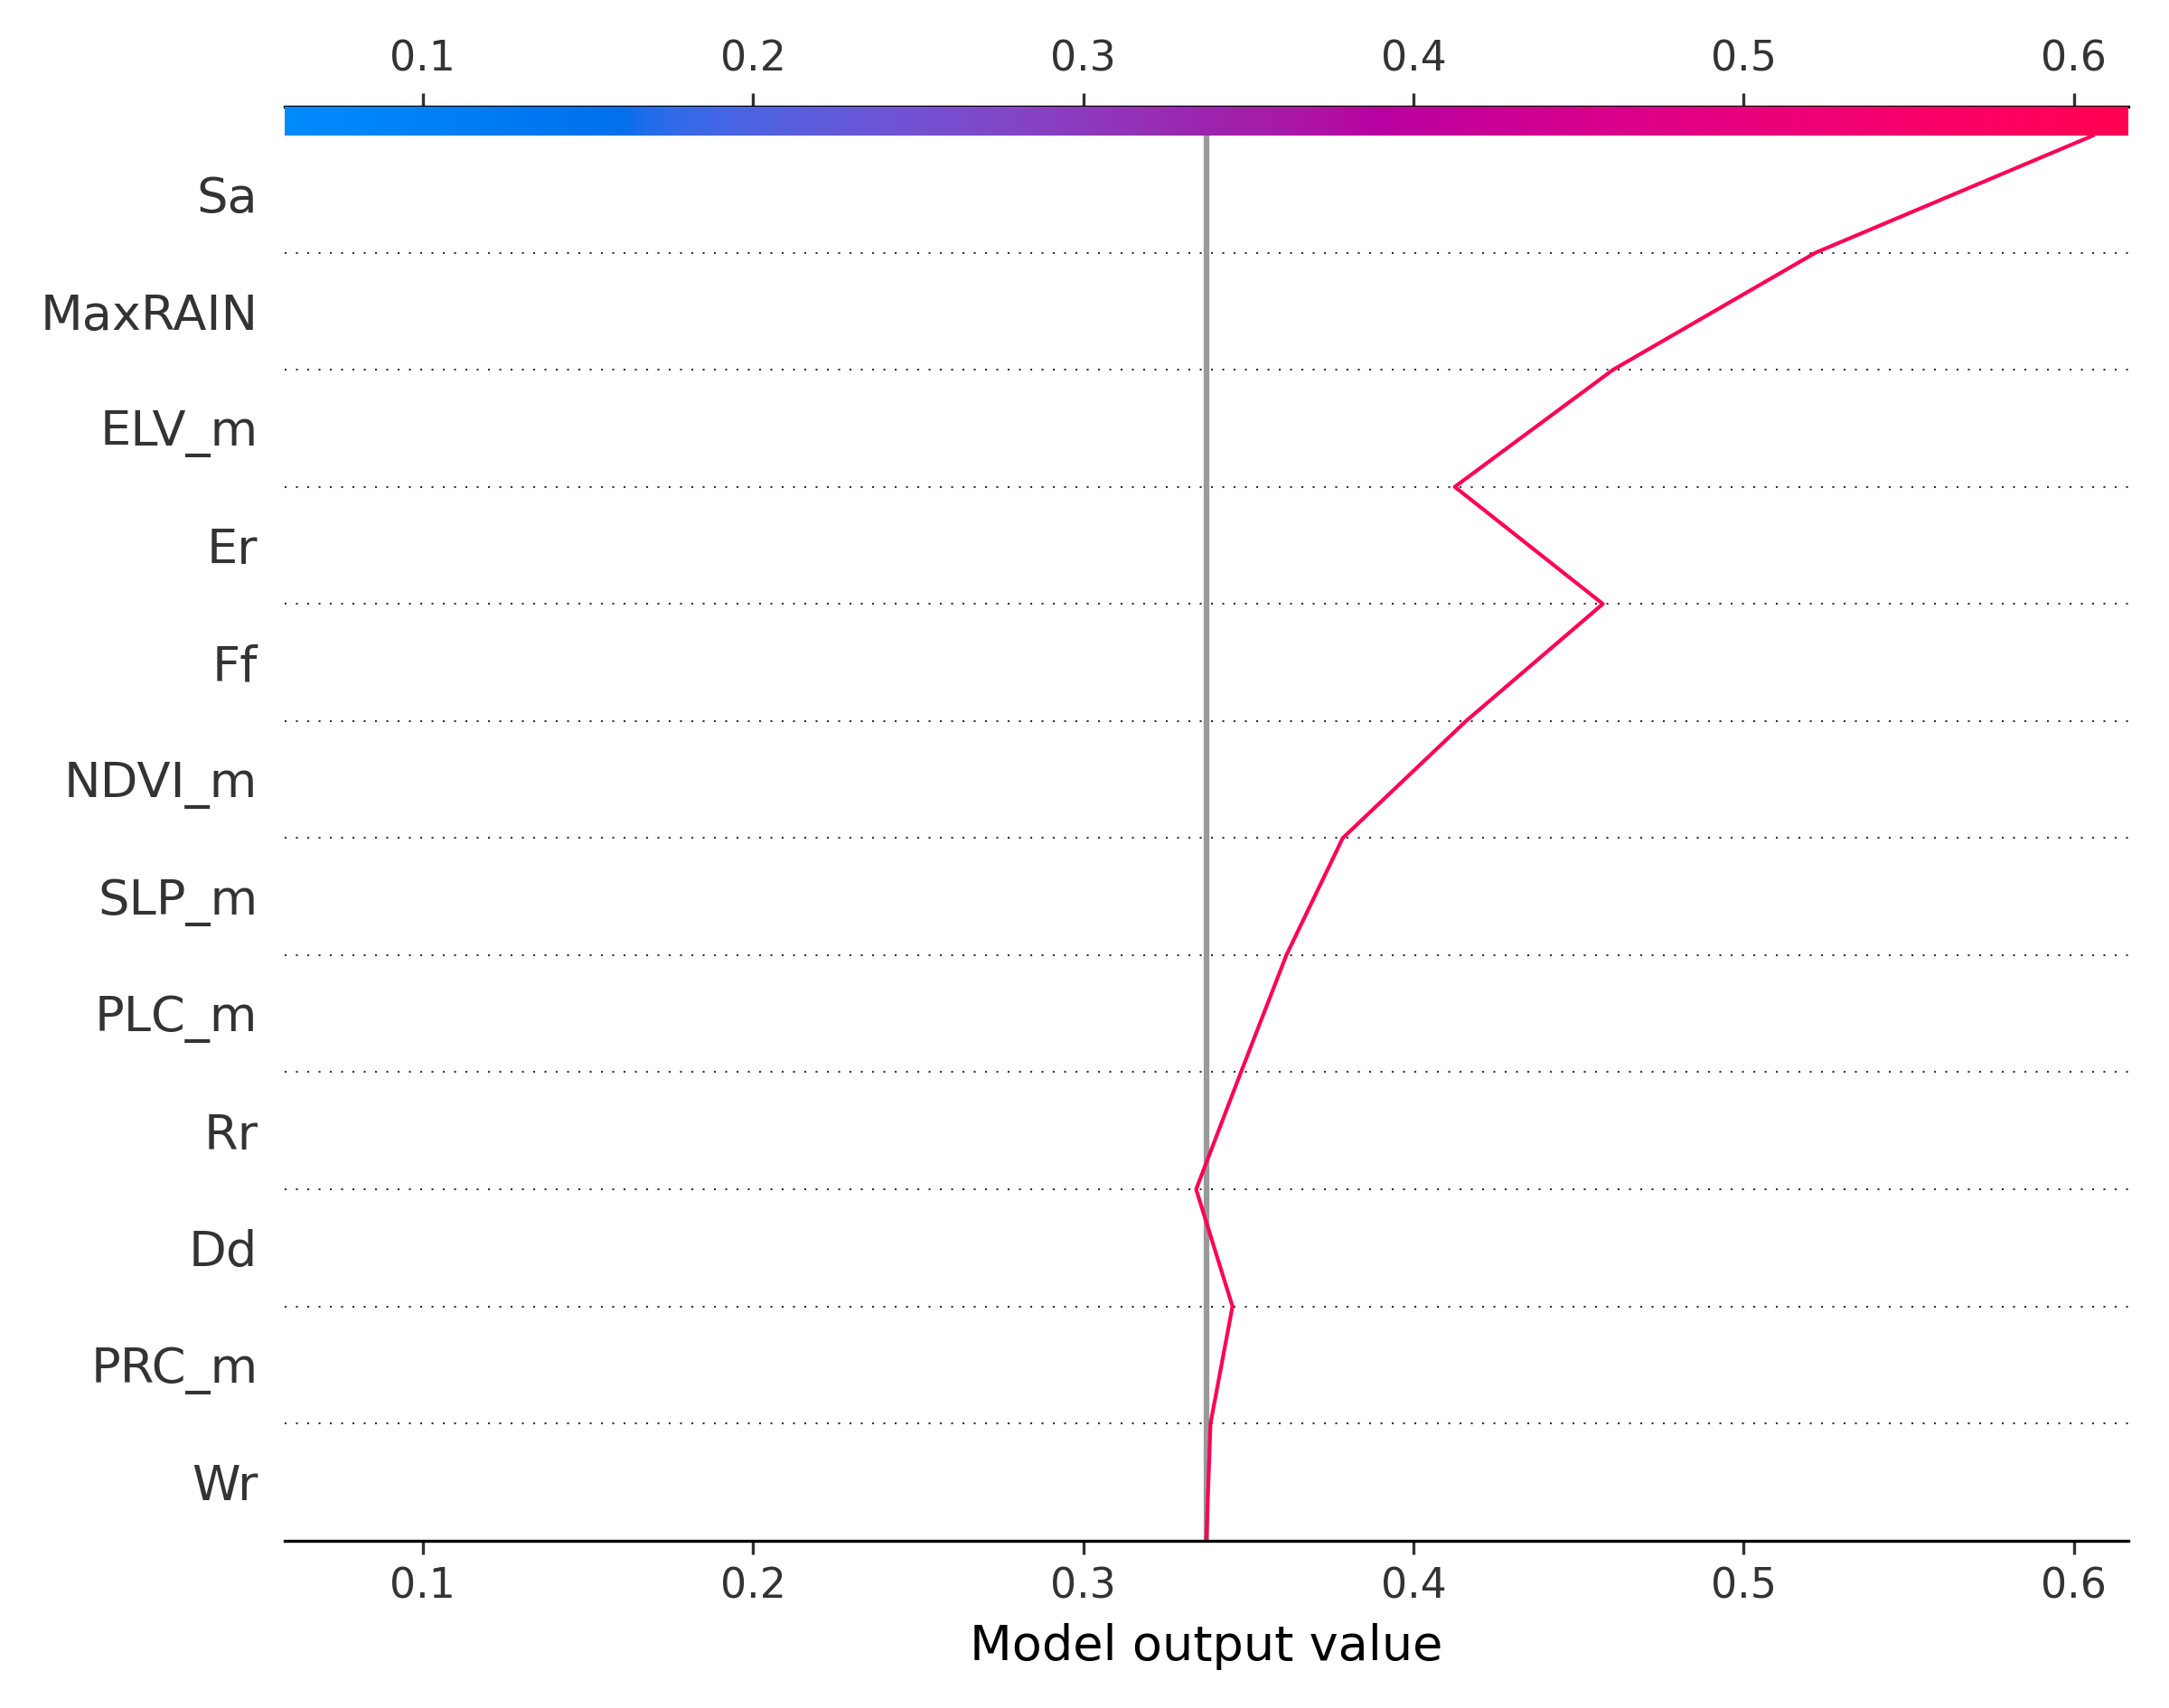 0.1 0.2 0.3 0.4 0.5 0.6
Sa
MaxRAIN
ELV_m
Er
Ff
NDVI_m
SLP_m
PLC_m
Rr
Dd
PRC_m
Wr
0.1 0.2 0.3 0.4 0.5 0.6
Model output value